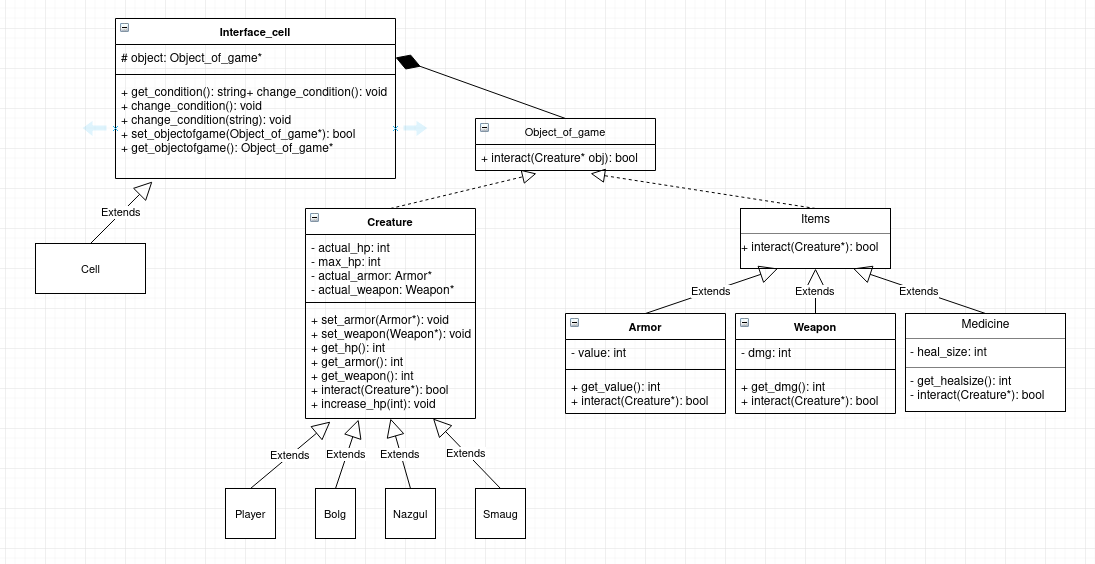 Interface_cell
# object: Object_of_game*
+ get_condition(): string+ change_condition(): void
+ change_condition(): void
+ change_condition(string): void
+ set_objectofgame(Object_of_game*): bool
+ get_objectofgame(): Object_of_game*
Object_of_game
+ interact(Creature* obj): bool
Extends
Cell
Creature
- actual_hp: int
- max_hp: int
- actual_armor: Armor*
- actual_weapon: Weapon*
+ set_armor(Armor*): void
+ set_weapon(Weapon*): void
+ get_hp(): int
+ get_armor(): int
+ get_weapon(): int
+ interact(Creature*): bool
+ increase_hp(int): void
Items
+ interact(Creature*): bool
Extends
Extends
Extends
Armor
- value: int
+ get_value(): int
+ interact(Creature*): bool
Weapon
- dmg: int
+ get_dmg(): int
+ interact(Creature*): bool
Medicine
- heal_size: int
- get_healsize(): int
- interact(Creature*): bool
Extends
Extends
Extends
Extends
Player
Bolg
Nazgul
Smaug